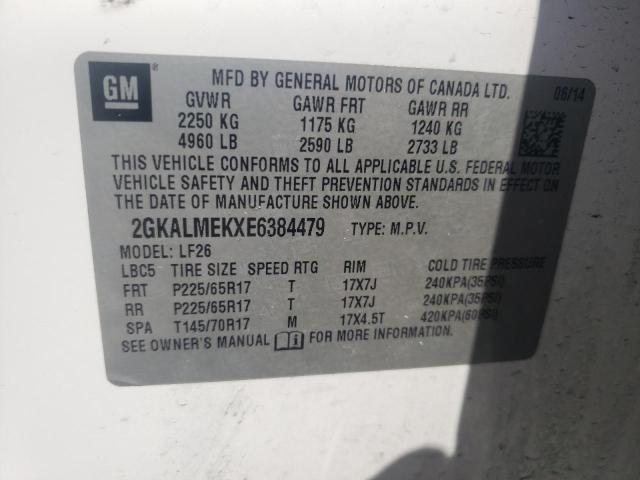 GM ®
MFD BY GENERAL MOTORS OF CANADA LTD. 06/14
GVWR GAWR FRT GAWR RR
2250 KG 1175 KG 1240 KG
4960 LB 2590 LB 2733 LB
THIS VEHICLE CONFORMS TO ALL APPLICABLE U.S. FEDERAL MOTOR
VEHICLE SAFETY AND THEFT PREVENTION STANDARDS IN EFFECT ON
THE DATE OF MANUFACTURE SHOWN ABOVE.
2GKALMEKXE6384479 TYPE: M.P.V.
MODEL: LF26
LBC5 TIRE SIZE SPEED RTG RIM COLD TIRE PRESSURE
FRT P225/65R17 T 17X7J 240KPA(35PSI)
RR P225/65R17 T 17X7J 240KPA(35PSI)
SPA T145/70R17 M 17X4.5T 420KPA(60PSI)
SEE OWNER'S MANUAL FOR MORE INFORMATION.